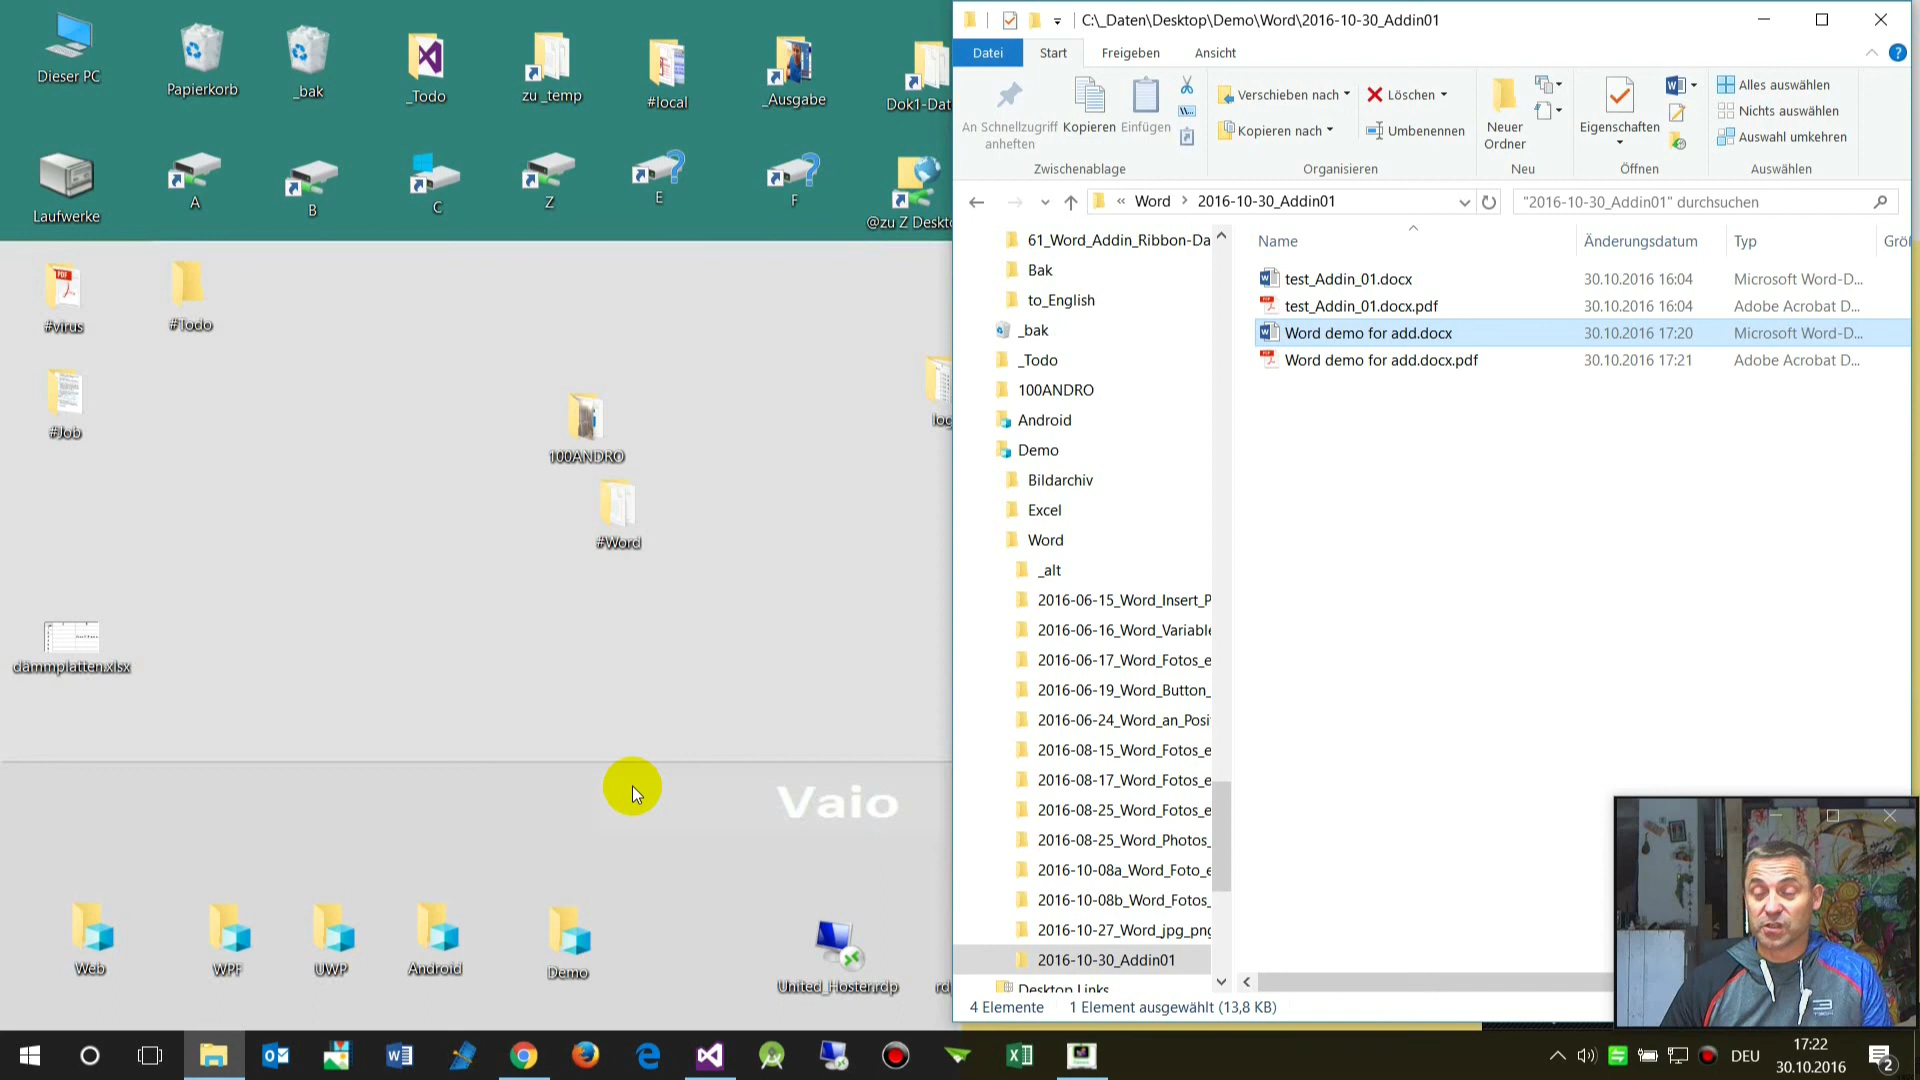 Dieser PC
Papierkorb
_bak
_Todo
zu _temp
#local
_Ausgabe
Dok1-Dat
Laufwerke
A
B
C
Z
E
F
@zu Z Deskto
#virus
#Todo
#Job
100ANDRO
#Word
log
dämmplatten.xlsx
Vaio
Web
WPF
UWP
Android
Demo
United_Hoster.rdp
C:\_Daten\Desktop\Demo\Word\2016-10-30_Addin01
Datei
Start
Freigeben
Ansicht
An Schnellzugriff
anheften
Kopieren
Einfügen
Zwischenablage
Verschieben nach
Kopieren nach
Löschen
Umbenennen
Organisieren
Neuer
Ordner
Neu
Eigenschaften
Öffnen
Alles auswählen
Nichts auswählen
Auswahl umkehren
Auswählen
« Word > 2016-10-30_Addin01
"2016-10-30_Addin01" durchsuchen
61_Word_Addin_Ribbon-Da
Bak
to_English
_bak
_Todo
100ANDRO
Android
Demo
Bildarchiv
Excel
Word
_alt
2016-06-15_Word_Insert_P
2016-06-16_Word_Variable
2016-06-17_Word_Fotos_e
2016-06-19_Word_Button_
2016-06-24_Word_an_Posi
2016-08-15_Word_Fotos_e
2016-08-17_Word_Fotos_e
2016-08-25_Word_Fotos_e
2016-08-25_Word_Photos_
2016-10-08a_Word_Foto_e
2016-10-08b_Word_Fotos_
2016-10-27_Word_jpg_png
2016-10-30_Addin01
Desktop Links
Name Änderungsdatum Typ Größ
test_Addin_01.docx 30.10.2016 16:04 Microsoft Word-D...
test_Addin_01.docx.pdf 30.10.2016 16:04 Adobe Acrobat D...
Word demo for add.docx 30.10.2016 17:20 Microsoft Word-D...
Word demo for add.docx.pdf 30.10.2016 17:21 Adobe Acrobat D...
4 Elemente 1 Element ausgewählt (13,8 KB)
DEU
17:22
30.10.2016
2